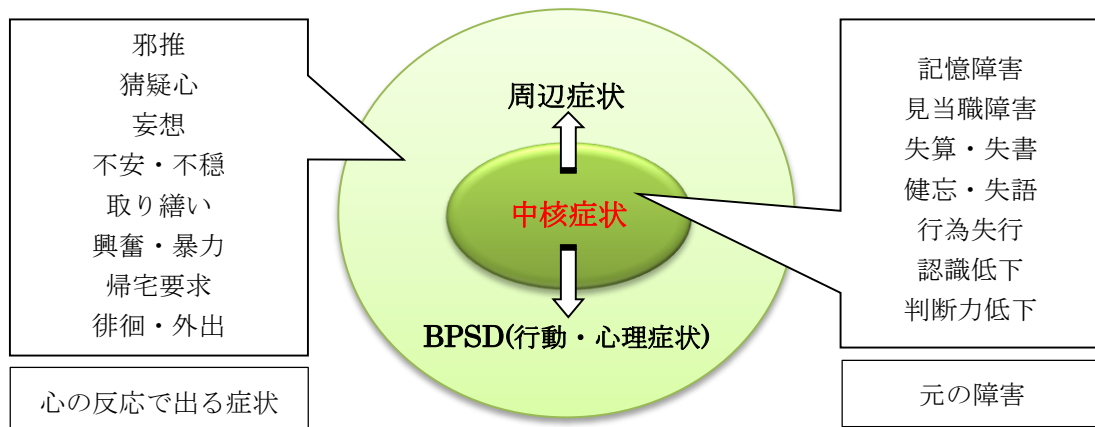 邪推
猜疑心
妄想
不安・不穏
取り繕い
興奮・暴力
帰宅要求
徘徊・外出
心の反応で出る症状
周辺症状
中核症状
BPSD(行動・心理症状)
記憶障害
見当職障害
失算・失書
健忘・失語
行為失行
認識低下
判断力低下
元の障害